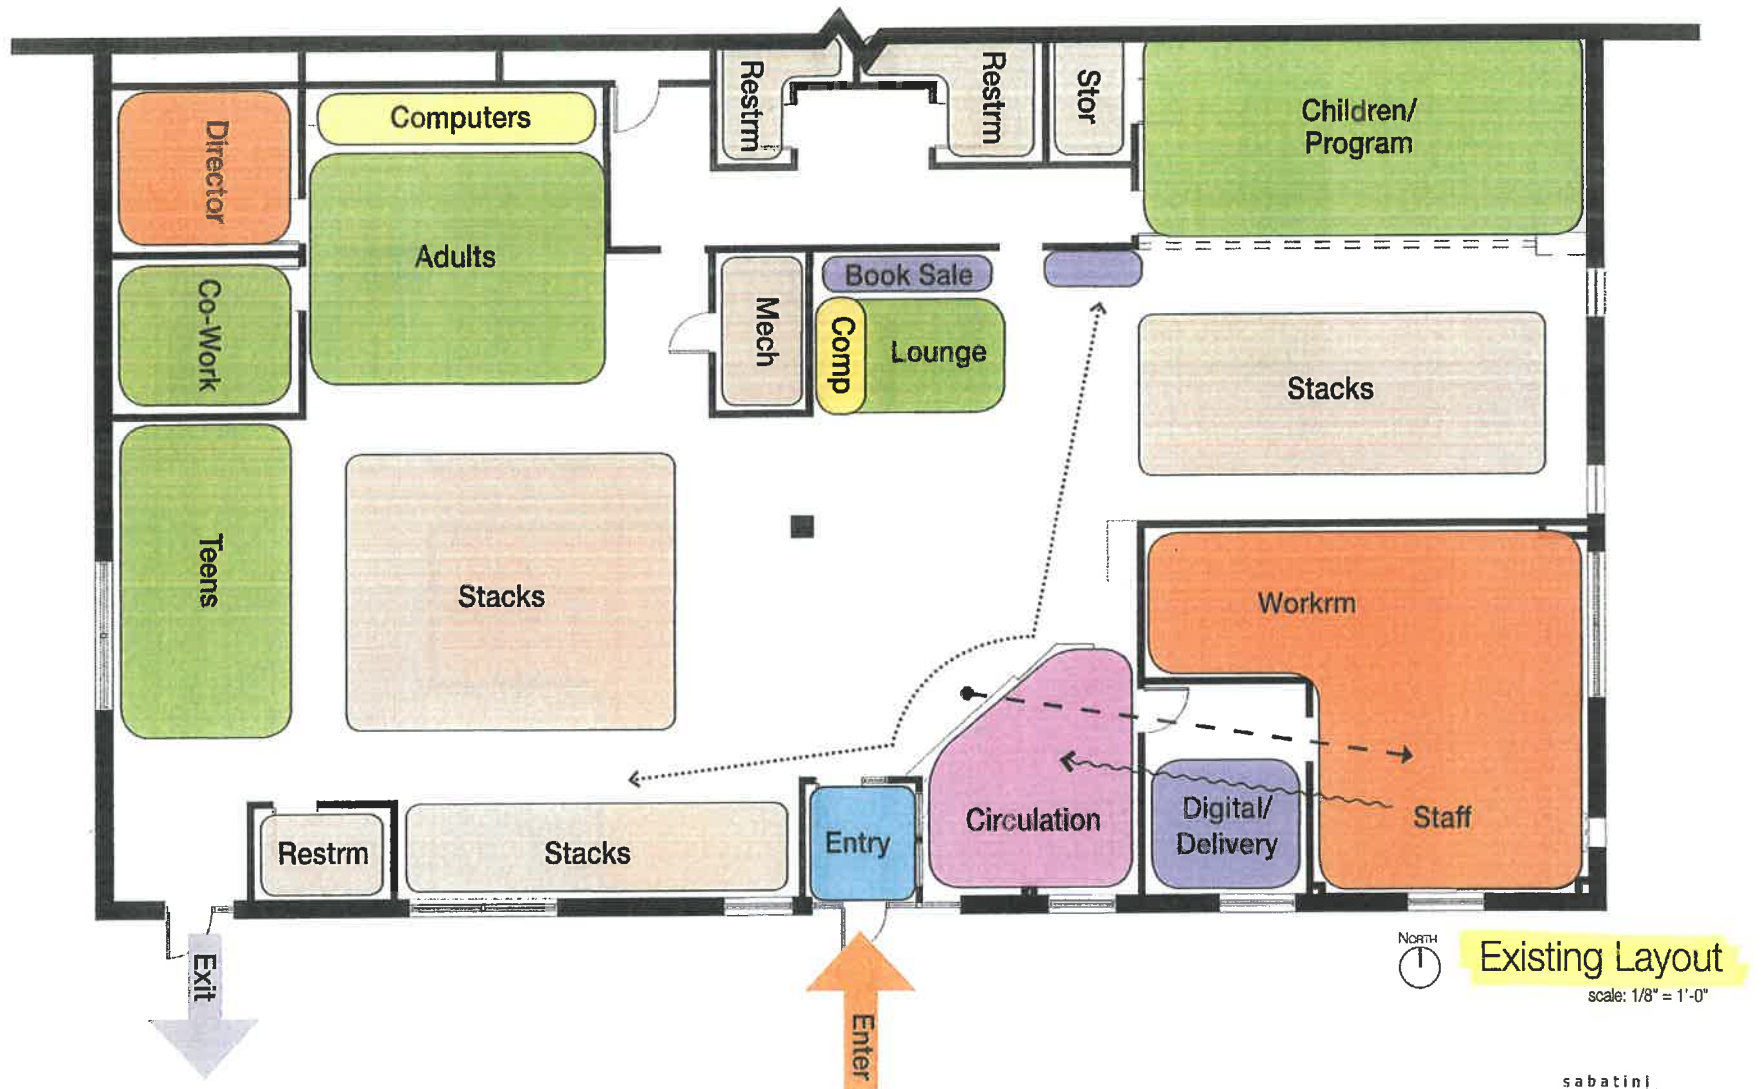 Restrm
Restrm
Stor
Children/
Program
Director
Computers
Adults
Co-Work
Mech
Book Sale
Comp
Lounge
Stacks
Teens
Stacks
Workrm
Restrm
Stacks
Entry
Circulation
Digital/
Delivery
Staff
Exit
Enter
NORTH
Existing Layout
scale: 1/8" = 1'-0"
sabatini